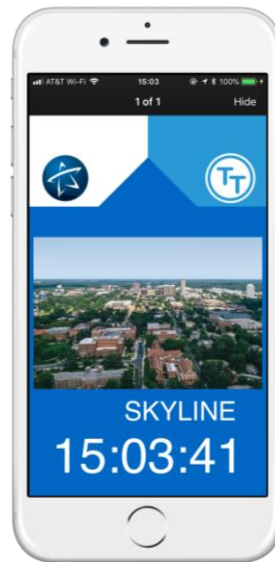 AT&T Wi-Fi 15:03 100%
1 of 1 Hide
TT
SKYLINE
15:03:41